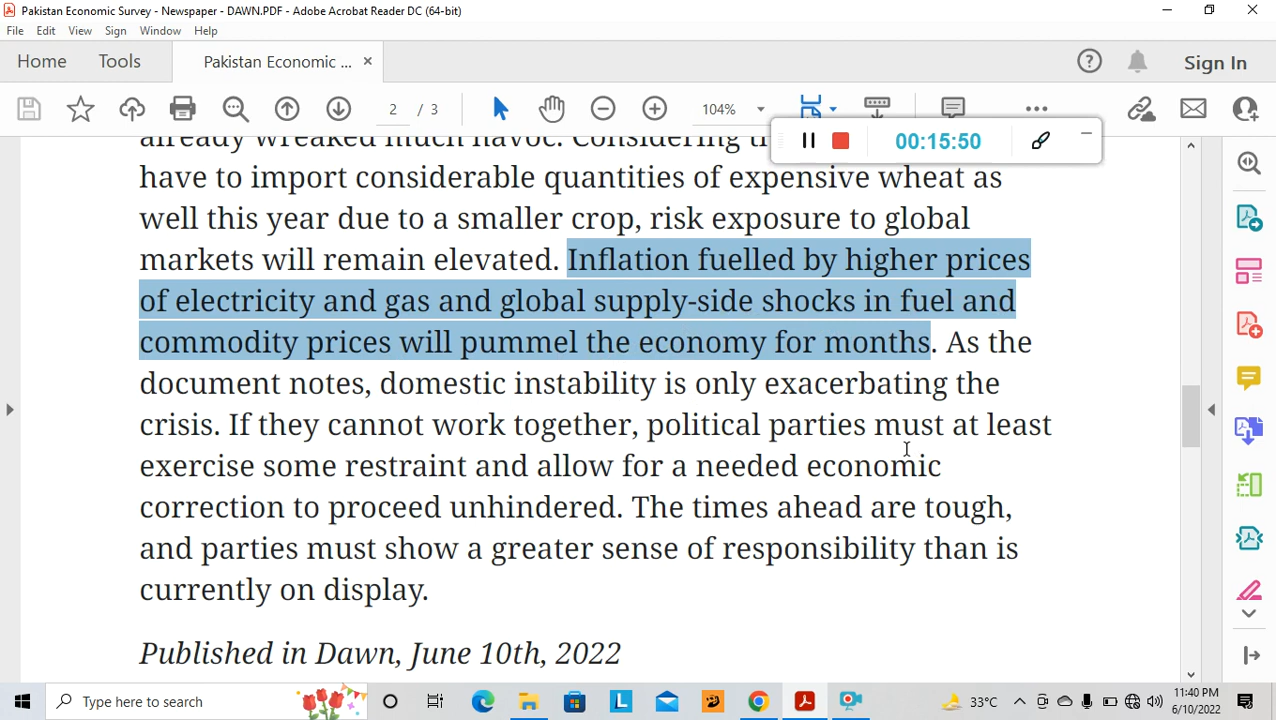 Pakistan Economic Survey - Newspaper - DAWN.PDF - Adobe Acrobat Reader DC (64-bit)
File Edit View Sign Window Help
Home Tools Pakistan Economic ... × Sign In
2 / 3 104%
00:15:50
already wreaked much havoc. Considering
have to import considerable quantities of expensive wheat as
well this year due to a smaller crop, risk exposure to global
markets will remain elevated. Inflation fuelled by higher prices
of electricity and gas and global supply-side shocks in fuel and
commodity prices will pummel the economy for months. As the
document notes, domestic instability is only exacerbating the
crisis. If they cannot work together, political parties must at least
exercise some restraint and allow for a needed economic
correction to proceed unhindered. The times ahead are tough,
and parties must show a greater sense of responsibility than is
currently on display.
Published in Dawn, June 10th, 2022
Type here to search
33°C
11:40 PM
6/10/2022